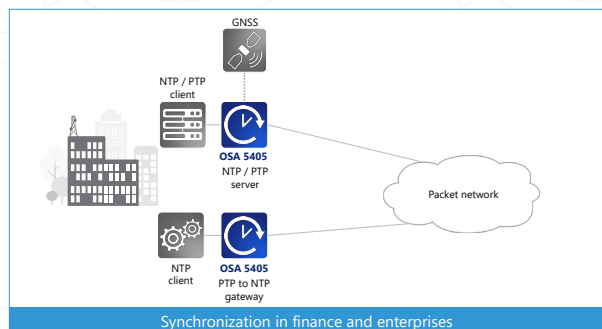 GNSS
NTP / PTP
client
OSA 5405
NTP / PTP
server
Packet network
NTP
client
OSA 5405
PTP to NTP
gateway
Synchronization in finance and enterprises